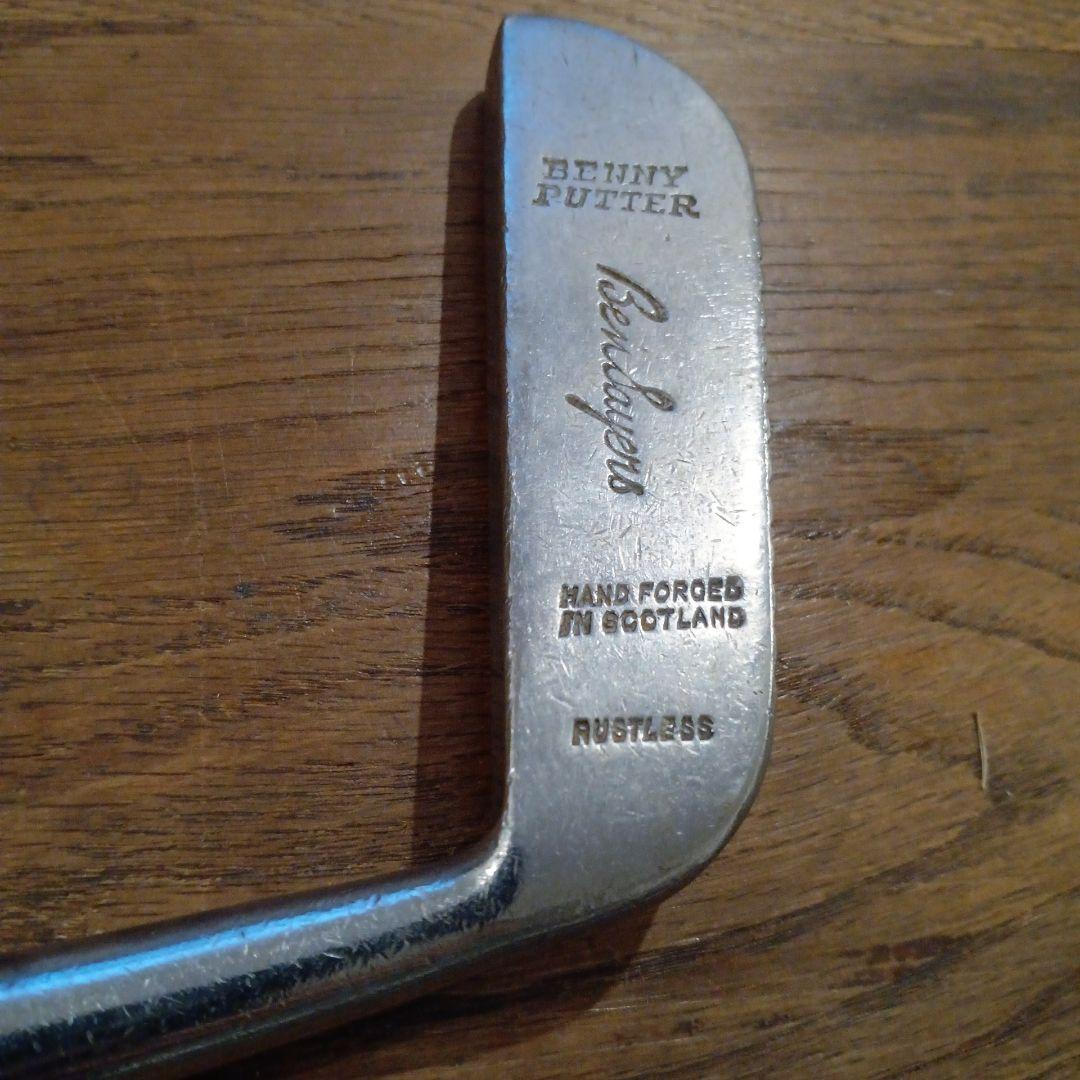 BENNY
PUTTER
Ben Sayers
HAND FORGED
IN SCOTLAND
RUSTLESS